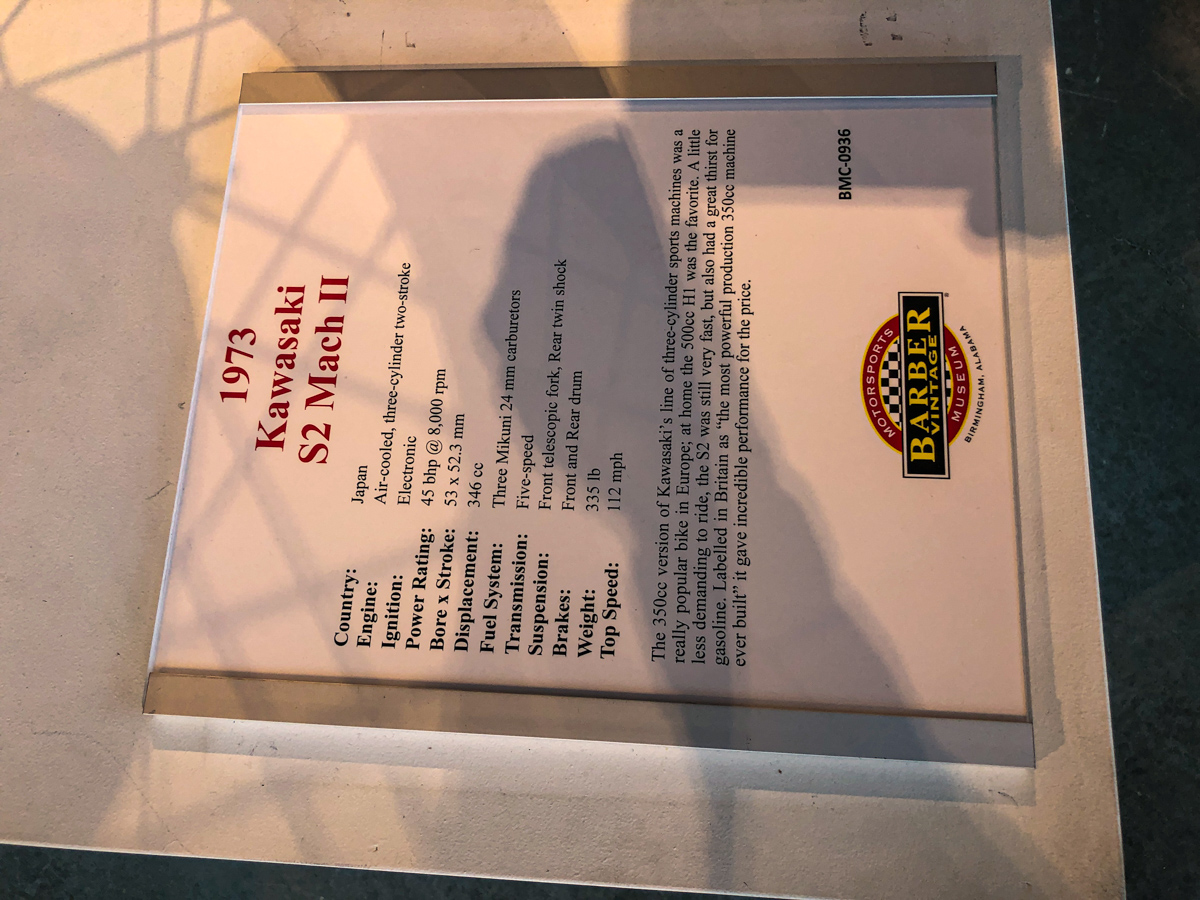 1973
Kawasaki
S2 Mach II
Country: Japan
Engine: Air-cooled, three-cylinder two-stroke
Ignition: Electronic
Power Rating: 45 bhp @ 8,000 rpm
Bore x Stroke: 53 x 52.3 mm
Displacement: 346 cc
Fuel System: Three Mikuni 24 mm carburetors
Transmission: Five-speed
Suspension: Front telescopic fork, Rear twin shock
Brakes: Front and Rear drum
Weight: 335 lb
Top Speed: 112 mph
The 350cc version of Kawasaki's line of three-cylinder sports machines was a
really popular bike in Europe; at home the 500cc H1 was the favorite. A little
less demanding to ride, the S2 was still very fast, but also had a great thirst for
gasoline. Labelled in Britain as “the most powerful production 350cc machine
ever built” it gave incredible performance for the price.
BMC-0936
MOTORSPORTS
BARBER
VINTAGE
MUSEUM
BIRMINGHAM, ALABAMA
®